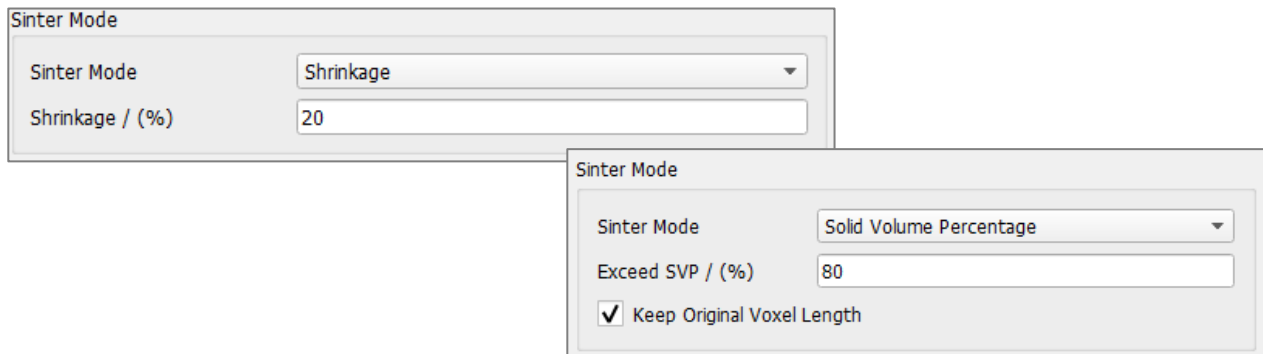 Sinter Mode
Sinter Mode Shrinkage
Shrinkage / (%) 20
Sinter Mode
Sinter Mode Solid Volume Percentage
Exceed SVP / (%) 80
Keep Original Voxel Length